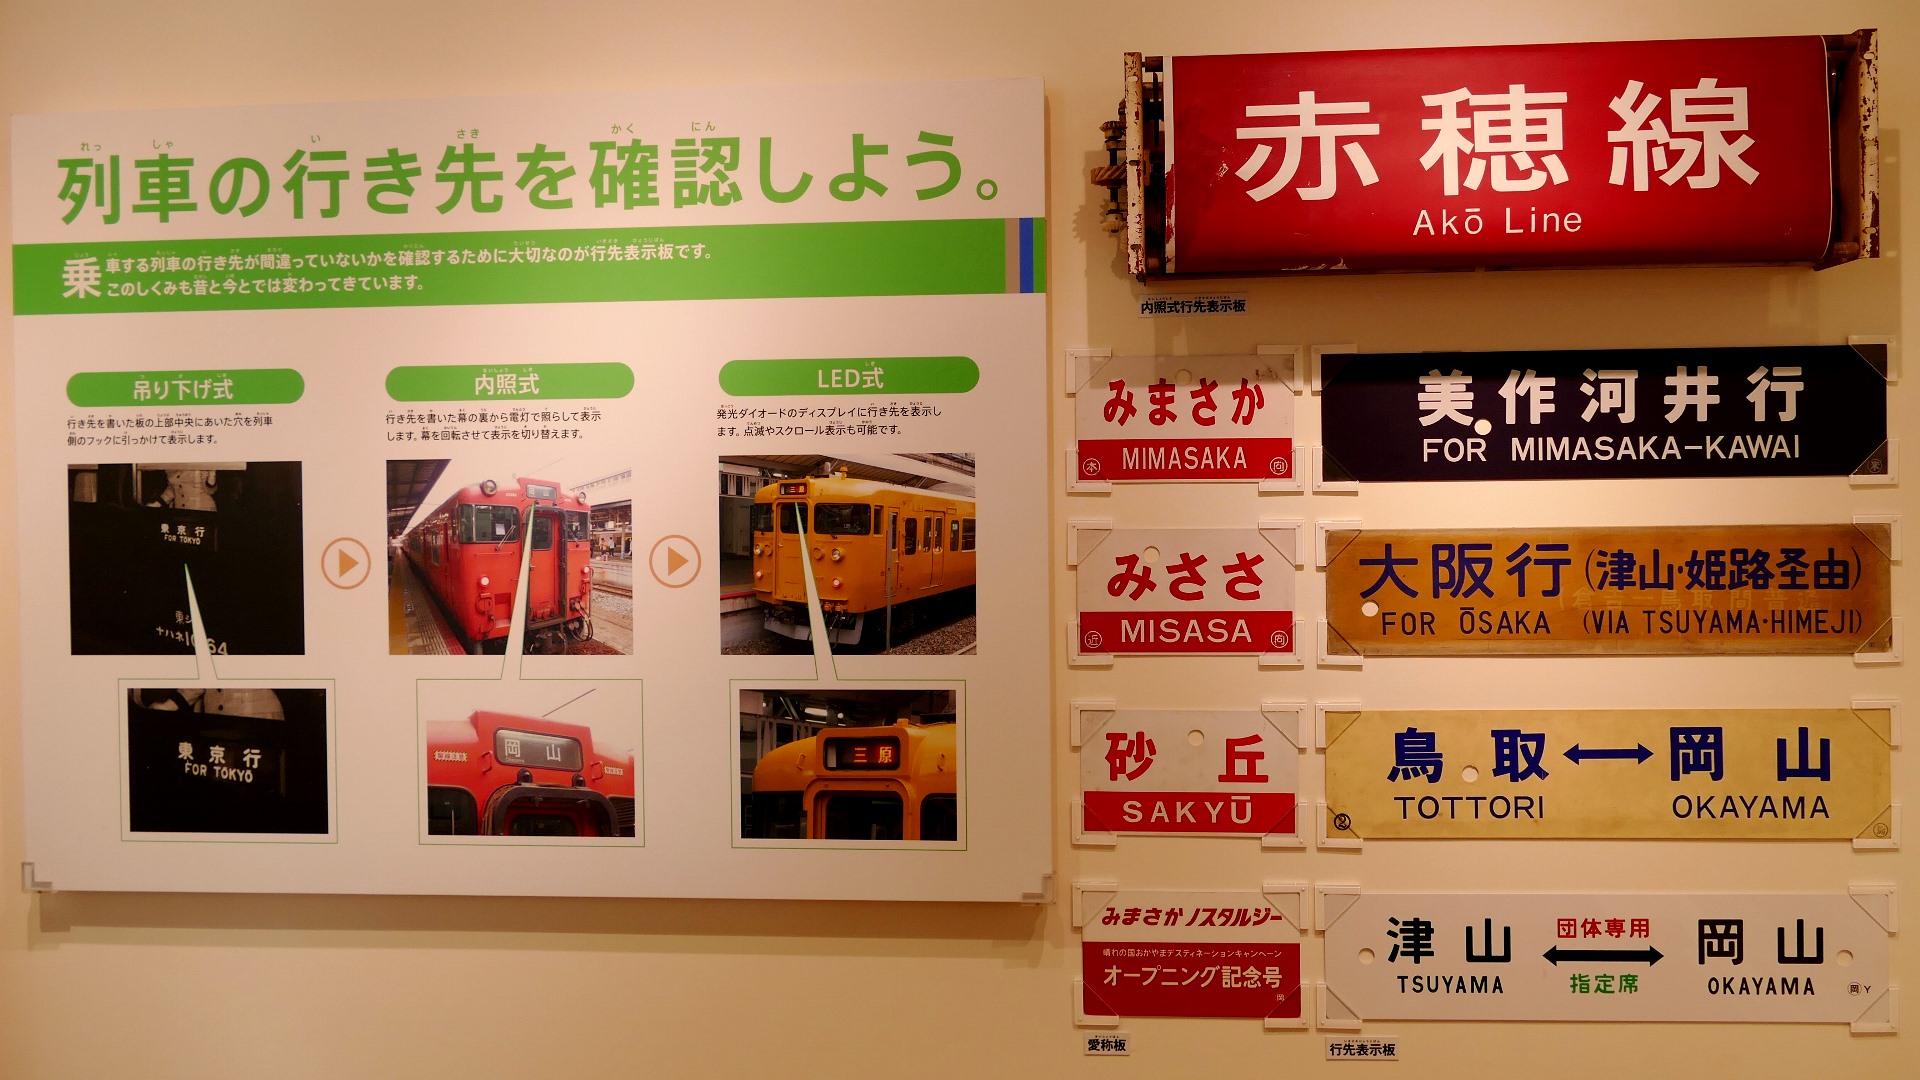 列車の行き先を確認しよう。
乗車する列車の行き先が間違っていないかを確認するために大切なのが行先表示板です。
このしくみも昔と今とでは変わってきています。
吊り下げ式
行き先を書いた板の上部中央にあいた穴を列車
側のフックに引っかけて表示します。
東京行
FOR TOKYO
東京行
FOR TOKYO
内照式
行き先を書いた幕の裏から電灯で照らして表示
します。幕を回転させて表示を切り替えます。
岡山
LED式
発光ダイオードのディスプレイに行き先を表示し
ます。点滅やスクロール表示も可能です。
三原
三原
赤穂線
Akō Line
内照式行先表示板
みまさか
MIMASAKA
本 向
美作河井行
FOR MIMASAKA-KAWAI
みささ
MISASA
近 向
大阪行(津山・姫路圣由)
FOR ŌSAKA (VIA TSUYAMA・HIMEJI)
砂丘
SAKYŪ
鳥取 ↔ 岡山
TOTTORI OKAYAMA
みまさかノスタルジー
晴れの国おかやまデスティネーションキャンペーン
オープニング記念号
岡
愛称板
津山 団体専用 岡山
TSUYAMA 指定席 OKAYAMA
岡 Y
行先表示板